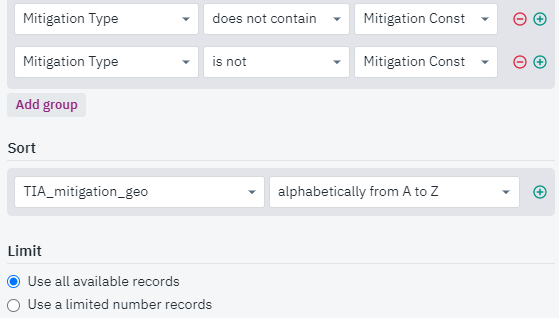 Mitigation Type does not contain Mitigation Const
Mitigation Type is not Mitigation Const
Add group
Sort
TIA_mitigation_geo alphabetically from A to Z
Limit
Use all available records
Use a limited number records